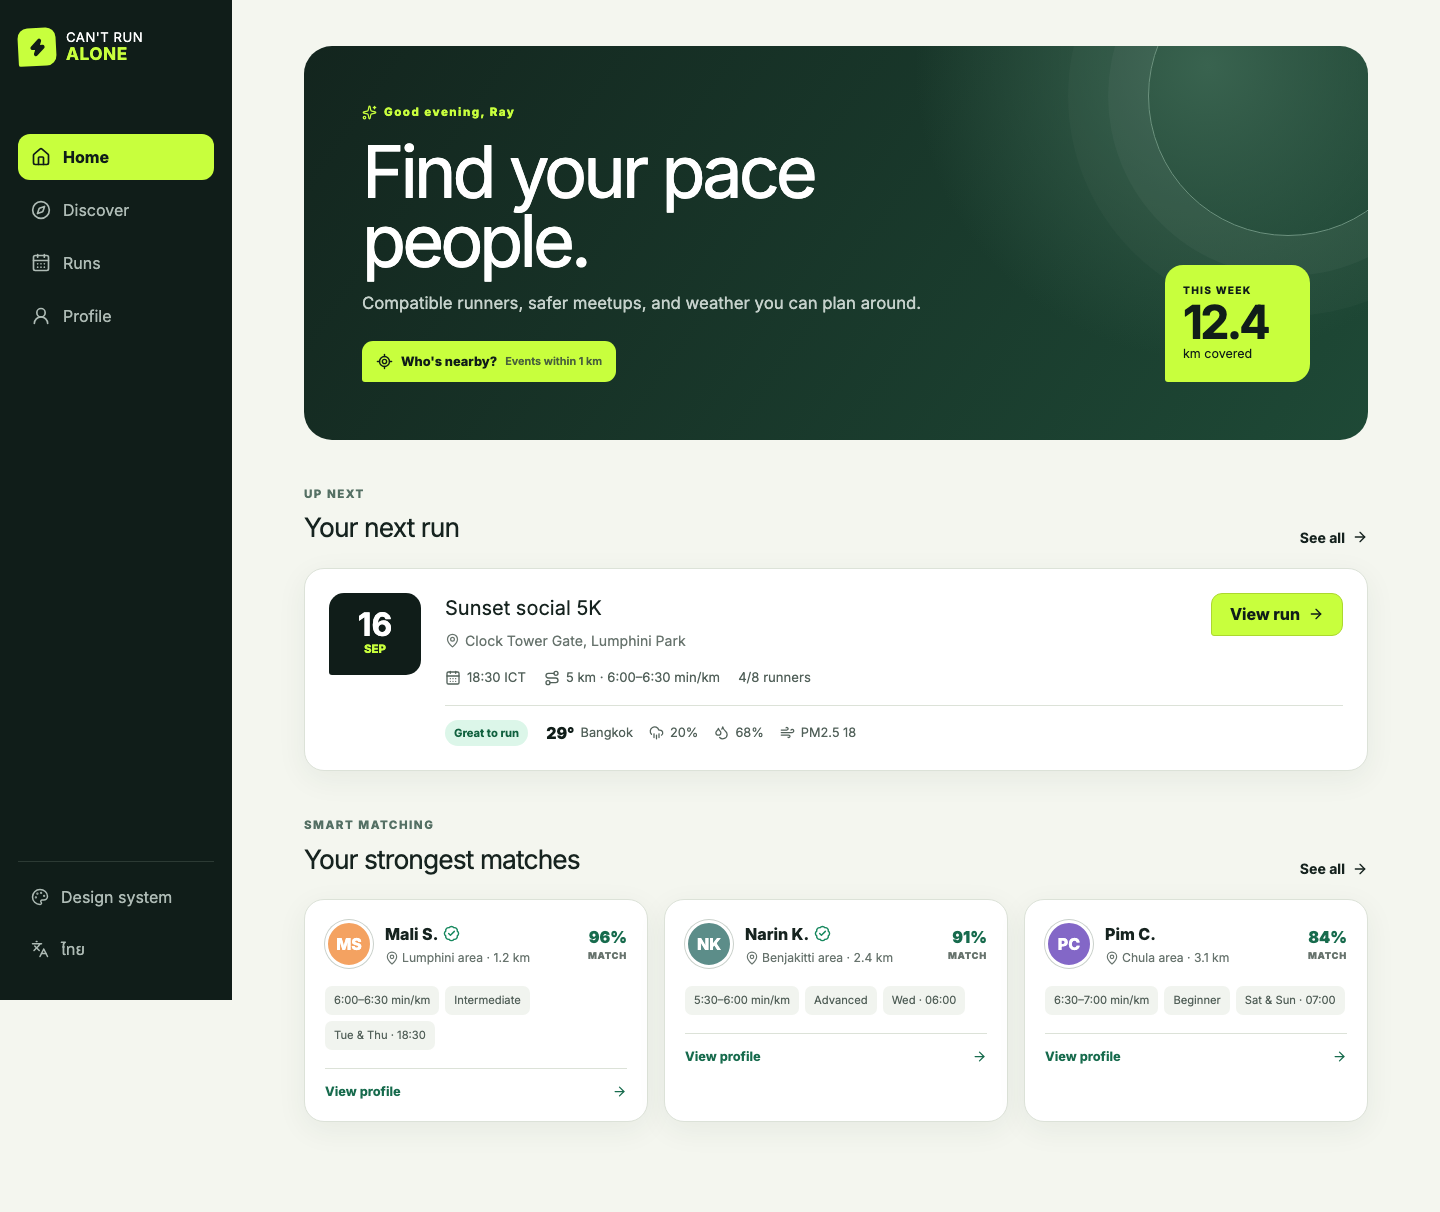 CAN'T RUN
ALONE
Home
Discover
Runs
Profile
Design system
ไทย
Good evening, Ray
Find your pace
people.
Compatible runners, safer meetups, and weather you can plan around.
Who's nearby? Events within 1 km
THIS WEEK
12.4
km covered
UP NEXT
Your next run
See all
16
SEP
Sunset social 5K
Clock Tower Gate, Lumphini Park
18:30 ICT 5 km · 6:00–6:30 min/km 4/8 runners
Great to run 29° Bangkok 20% 68% PM2.5 18
View run
SMART MATCHING
Your strongest matches
See all
MS
Mali S.
Lumphini area · 1.2 km
96%
MATCH
6:00–6:30 min/km Intermediate
Tue & Thu · 18:30
View profile
NK
Narin K.
Benjakitti area · 2.4 km
91%
MATCH
5:30–6:00 min/km Advanced Wed · 06:00
View profile
PC
Pim C.
Chula area · 3.1 km
84%
MATCH
6:30–7:00 min/km Beginner Sat & Sun · 07:00
View profile